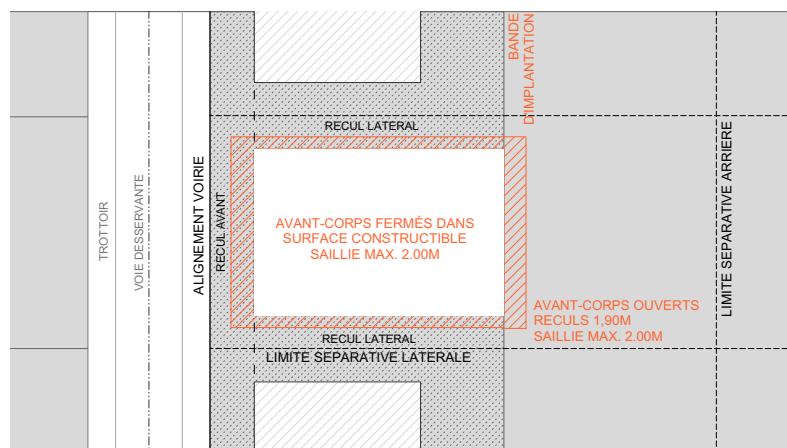 BANDE
D'IMPLANTATION
RECUL LATERAL
TROTTOIR
VOIE DESSERVANTE
ALIGNEMENT VOIRIE
RECUL AVANT
AVANT-CORPS FERMÉS DANS
SURFACE CONSTRUCTIBLE
SAILLIE MAX. 2.00M
LIMITE SEPARATIVE ARRIERE
AVANT-CORPS OUVERTS
RECULS 1,90M
SAILLIE MAX. 2.00M
RECUL LATERAL
LIMITE SEPARATIVE LATERALE